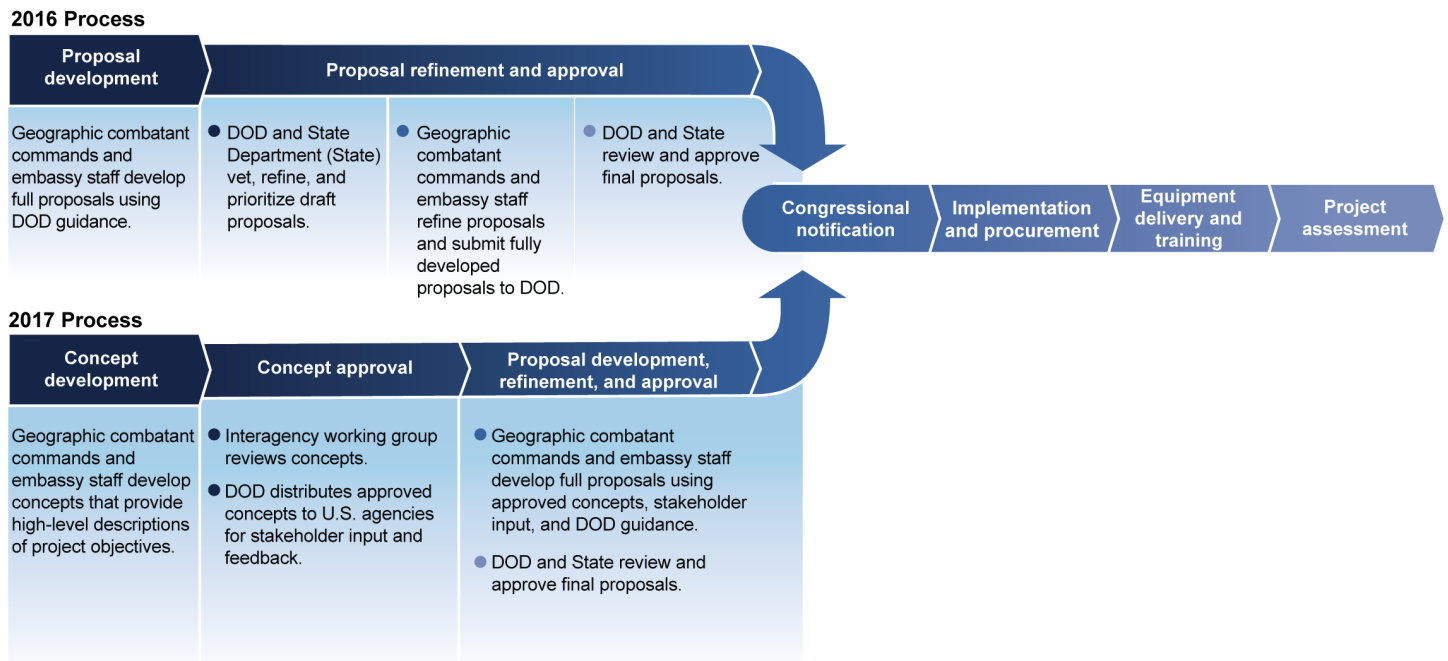 2016 Process
Proposal
development
Proposal refinement and approval
Geographic combatant
commands and
embassy staff develop
full proposals using
DOD guidance.
DOD and State
Department (State)
vet, refine, and
prioritize draft
proposals.
Geographic
combatant
commands and
embassy staff
refine proposals
and submit fully
developed
proposals to DOD.
DOD and State
review and approve
final proposals.
Congressional
notification
Implementation
and procurement
Equipment
delivery and
training
Project
assessment
2017 Process
Concept
development
Concept approval
Proposal development,
refinement, and approval
Geographic combatant
commands and
embassy staff develop
concepts that provide
high-level descriptions
of project objectives.
Interagency working group
reviews concepts.
DOD distributes approved
concepts to U.S. agencies
for stakeholder input and
feedback.
Geographic combatant
commands and embassy staff
develop full proposals using
approved concepts, stakeholder
input, and DOD guidance.
DOD and State review and
approve final proposals.